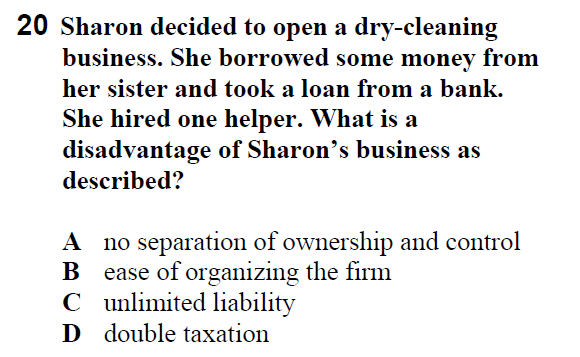 20 Sharon decided to open a dry-cleaning
business. She borrowed some money from
her sister and took a loan from a bank.
She hired one helper. What is a
disadvantage of Sharon’s business as
described?
A no separation of ownership and control
B ease of organizing the firm
C unlimited liability
D double taxation